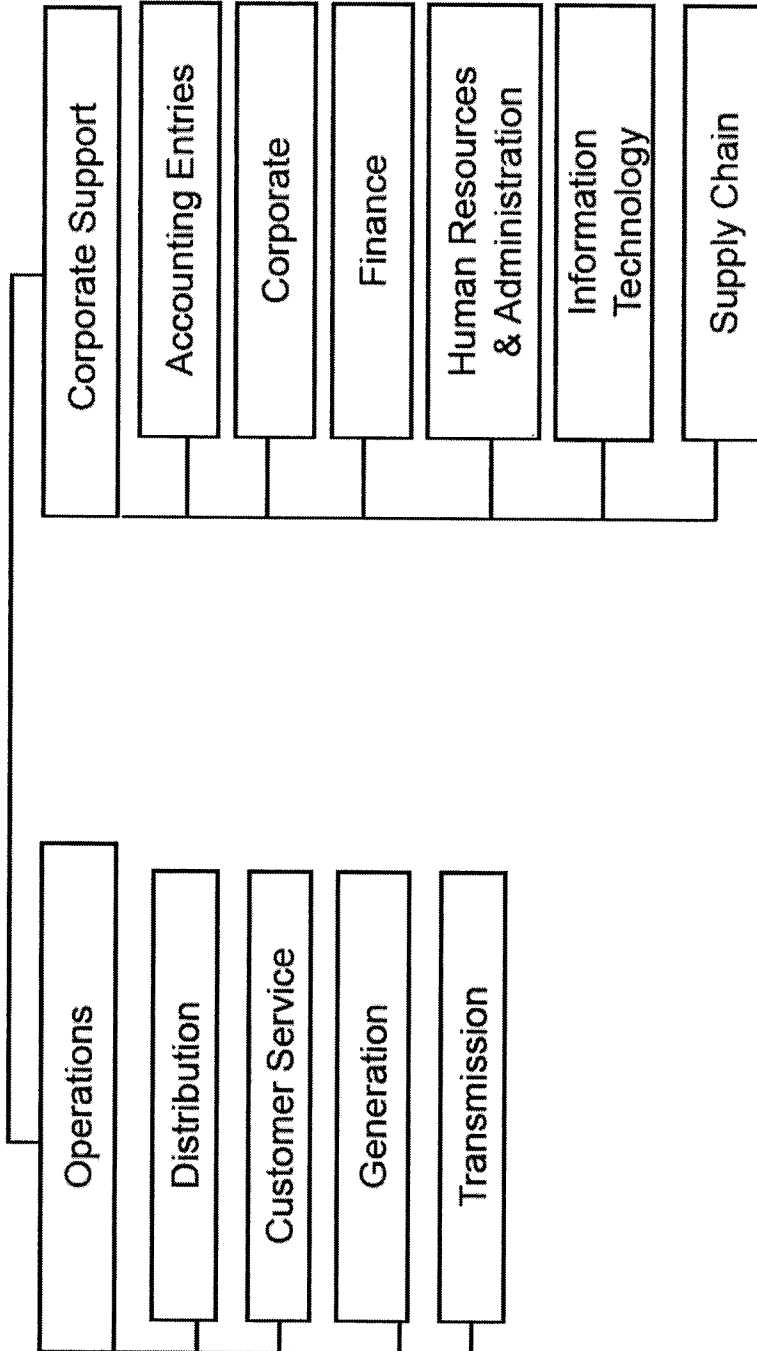 Operations
Distribution
Customer Service
Generation
Transmission
Corporate Support
Accounting Entries
Corporate
Finance
Human Resources
& Administration
Information
Technology
Supply Chain